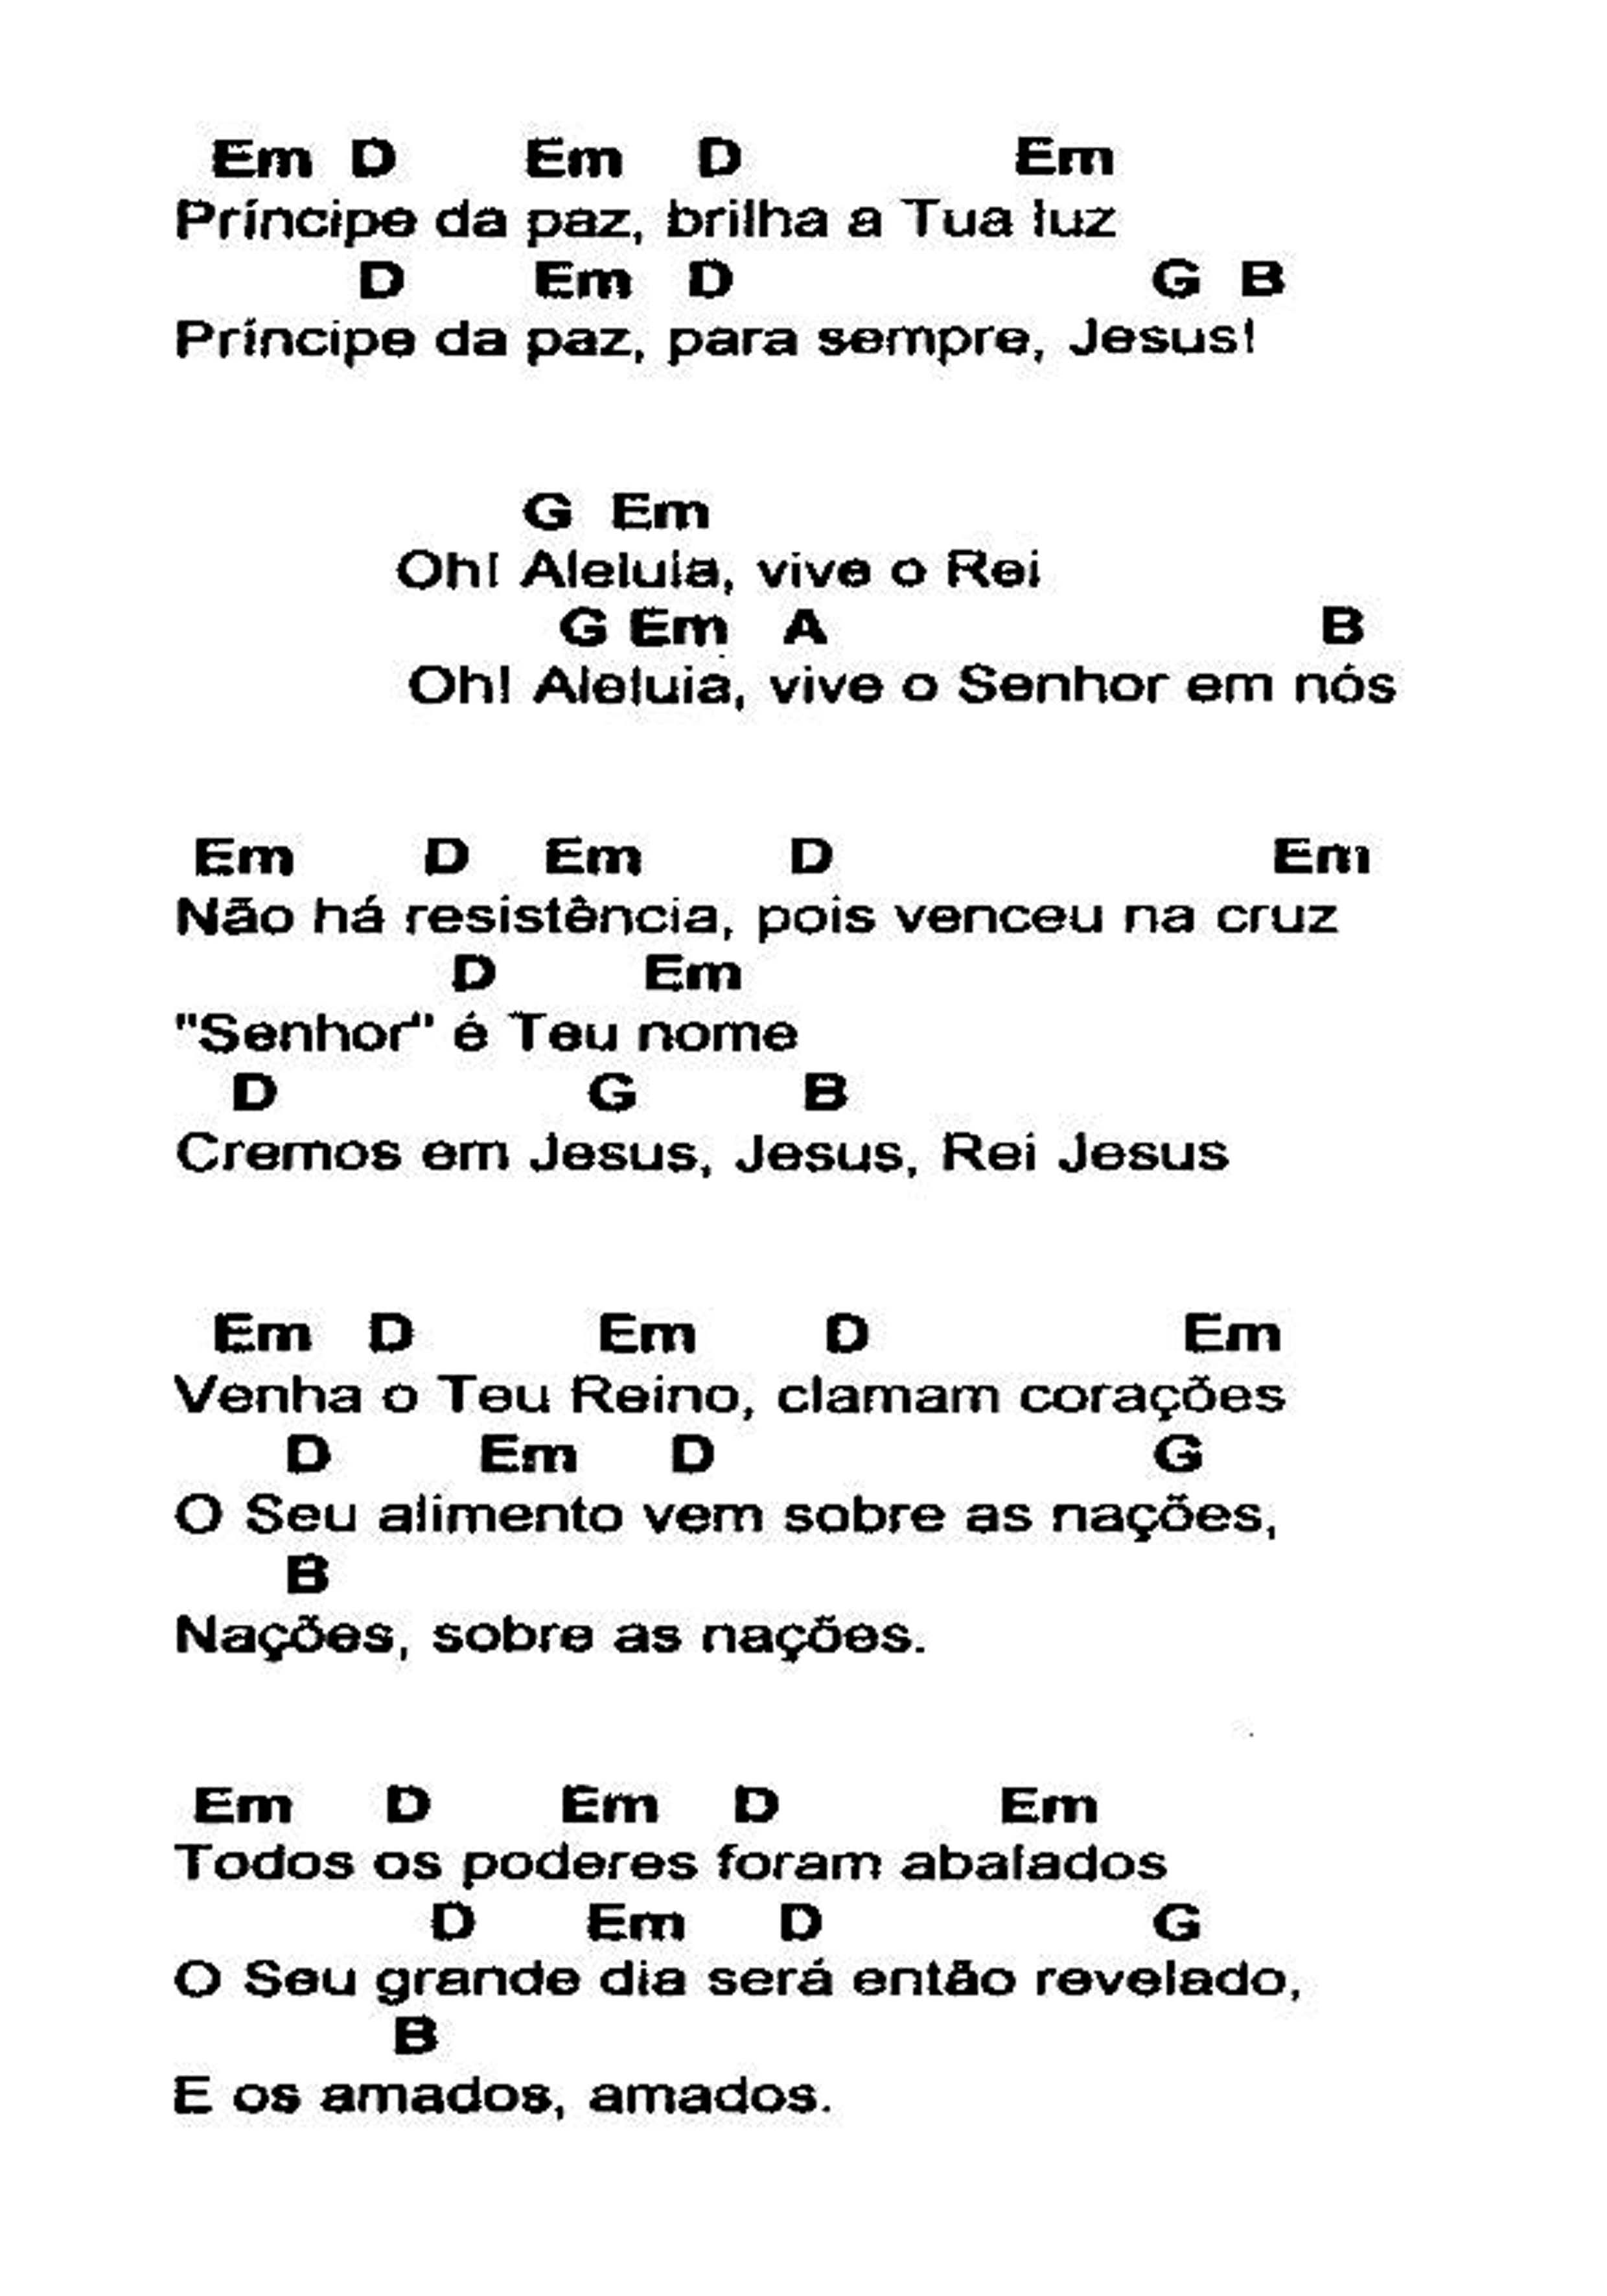 Em D Em D Em
Príncipe da paz, brilha a Tua luz
D Em D G B
Príncipe da paz, para sempre, Jesus!
G Em
Oh! Aleluia, vive o Rei
G Em A B
Oh! Aleluia, vive o Senhor em nós
Em D Em D Em
Não há resistência, pois venceu na cruz
D Em
"Senhor" é Teu nome
D G B
Cremos em Jesus, Jesus, Rei Jesus
Em D Em D Em
Venha o Teu Reino, clamam corações
D Em D G
O Seu alimento vem sobre as nações,
B
Nações, sobre as nações.
Em D Em D Em
Todos os poderes foram abalados
D Em D G
O Seu grande dia será então revelado,
B
E os amados, amados.